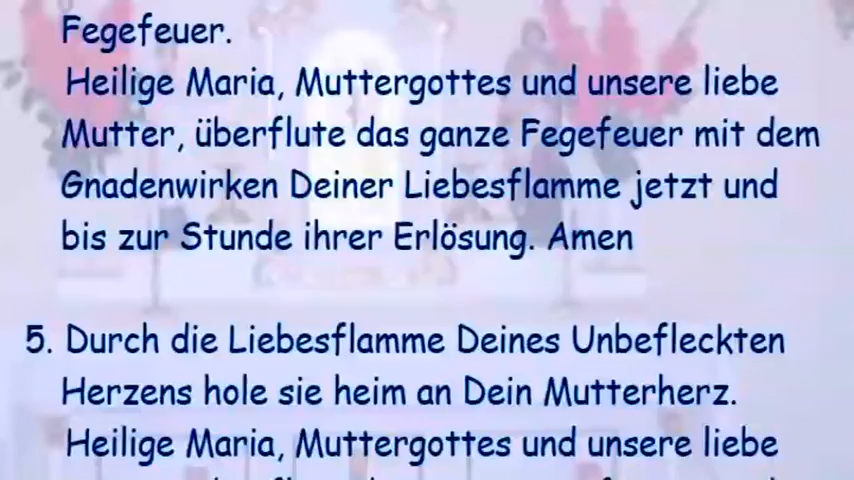 Fegefeuer.
Heilige Maria, Muttergottes und unsere liebe
Mutter, überflute das ganze Fegefeuer mit dem
Gnadenwirken Deiner Liebesflamme jetzt und
bis zur Stunde ihrer Erlösung. Amen
5. Durch die Liebesflamme Deines Unbefleckten
Herzens hole sie heim an Dein Mutterherz.
Heilige Maria, Muttergottes und unsere liebe